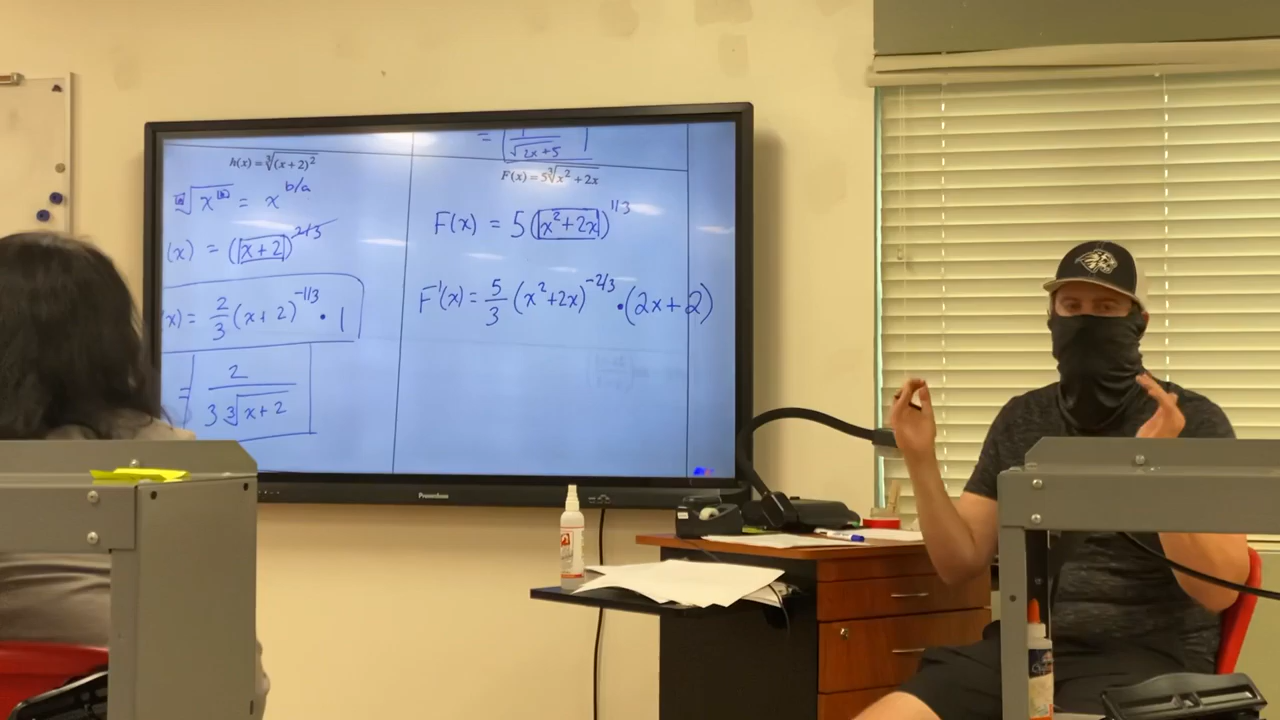 h(x) = ∛(x + 2)²
ᵃ√x^b = x^(b/a)
(x) = (x+2)^(2/3)
x) = 2/3 (x+2)^(-1/3) · 1
= 2 / (3 ∛(x+2))
= 1 / √(2x+5)
F(x) = 5∛(x² + 2x)
F(x) = 5(x²+2x)^(1/3)
F'(x) = 5/3 (x²+2x)^(-2/3) · (2x+2)
Promethean